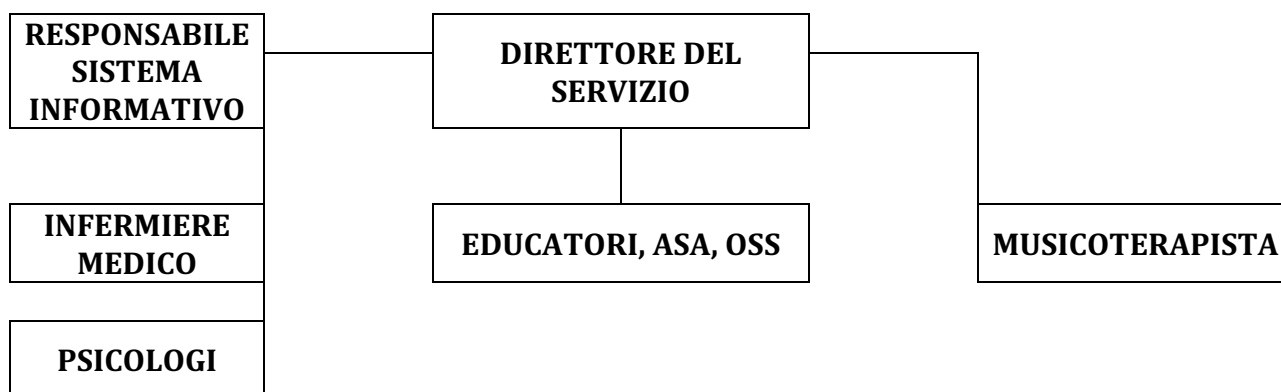 RESPONSABILE
SISTEMA
INFORMATIVO
DIRETTORE DEL
SERVIZIO
INFERMIERE
MEDICO
EDUCATORI, ASA, OSS
MUSICOTERAPISTA
PSICOLOGI